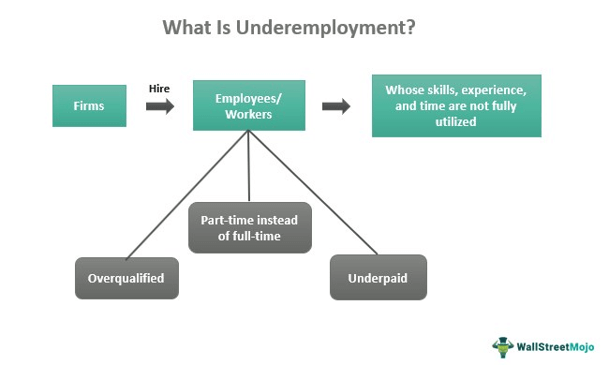 What Is Underemployment?
Firms
Hire
Employees/
Workers
Whose skills, experience,
and time are not fully
utilized
Part-time instead
of full-time
Overqualified
Underpaid
WallStreetMojo